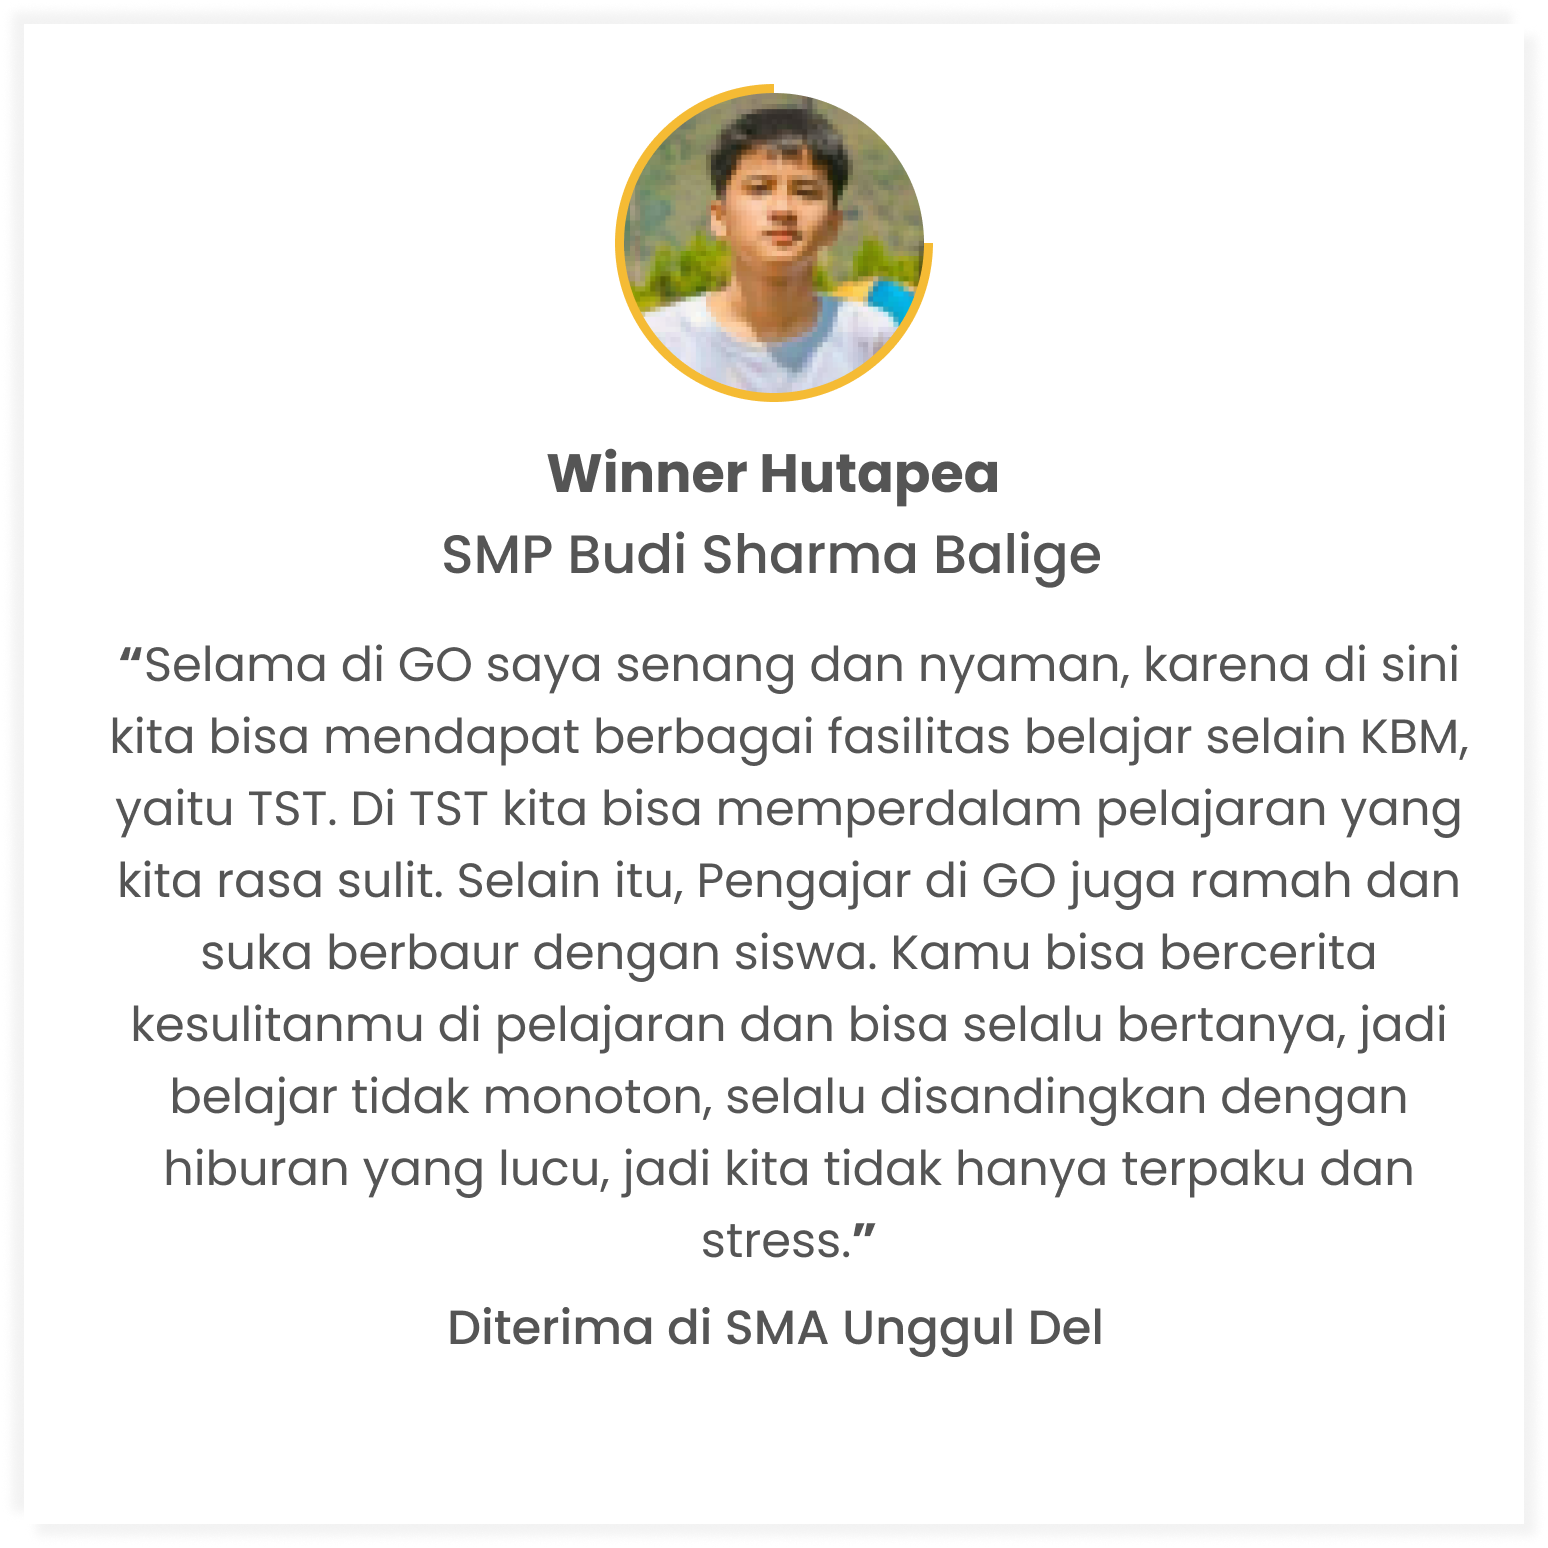 Winner Hutapea
SMP Budi Sharma Balige
“Selama di GO saya senang dan nyaman, karena di sini
kita bisa mendapat berbagai fasilitas belajar selain KBM,
yaitu TST. Di TST kita bisa memperdalam pelajaran yang
kita rasa sulit. Selain itu, Pengajar di GO juga ramah dan
suka berbaur dengan siswa. Kamu bisa bercerita
kesulitanmu di pelajaran dan bisa selalu bertanya, jadi
belajar tidak monoton, selalu disandingkan dengan
hiburan yang lucu, jadi kita tidak hanya terpaku dan
stress.”
Diterima di SMA Unggul Del